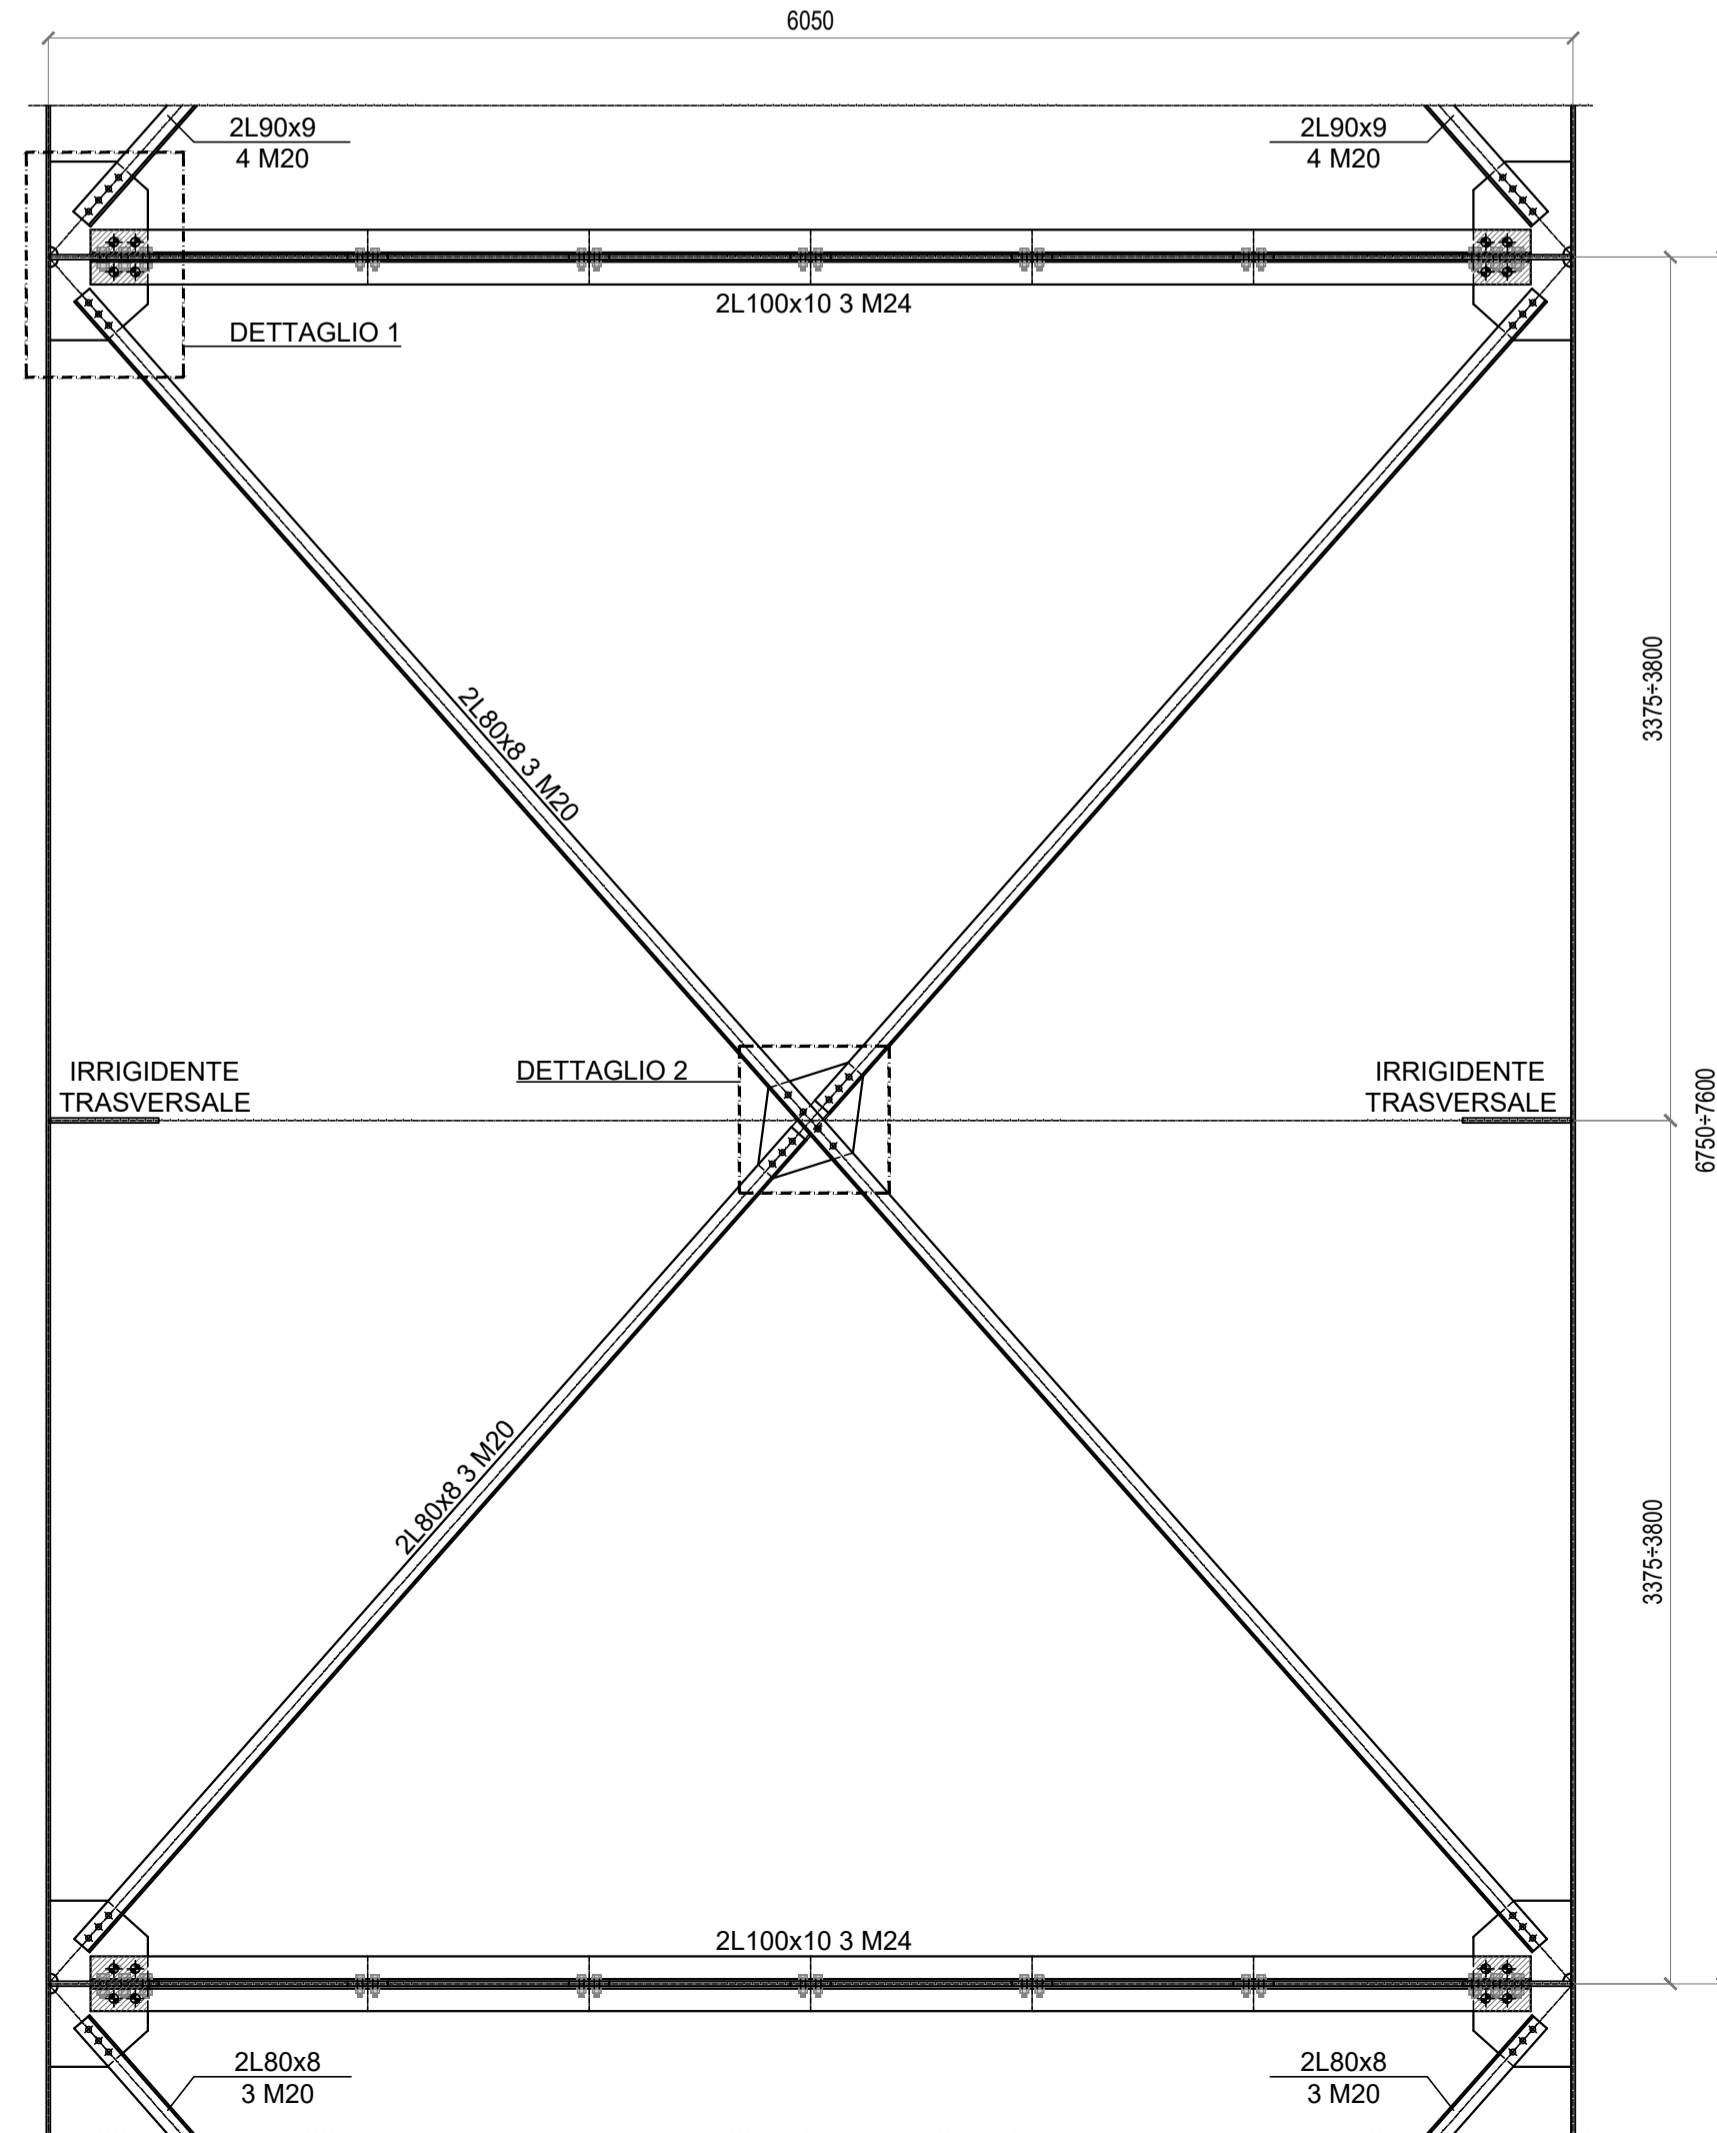 6050
2L90x9
4 M20
2L90x9
4 M20
2L100x10 3 M24
DETTAGLIO 1
3375÷3800
2L80x8 3 M20
IRRIGIDENTE
TRASVERSALE
DETTAGLIO 2
IRRIGIDENTE
TRASVERSALE
6750÷7600
2L80x8 3 M20
3375÷3800
2L100x10 3 M24
2L80x8
3 M20
2L80x8
3 M20